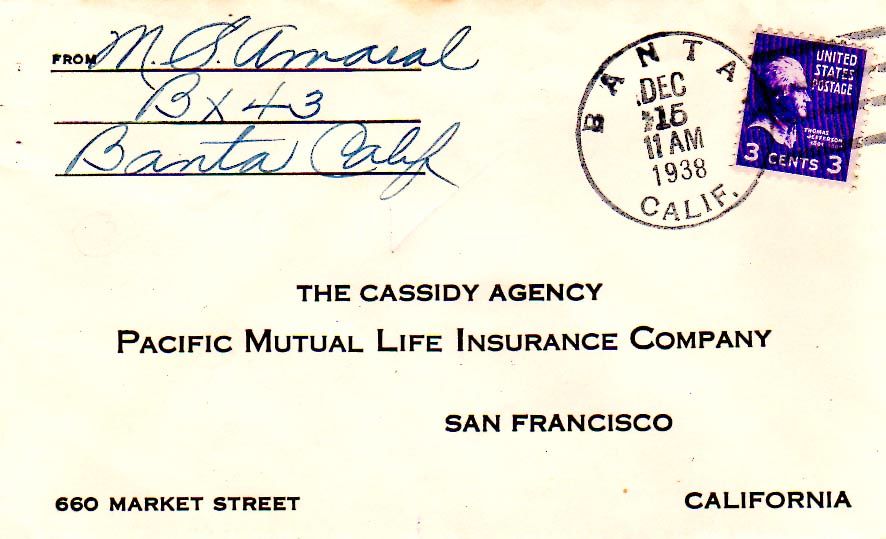 FROM M. S. Amaral
Bx 43
Banta Calif
BANTA
DEC
15
11 AM
1938
CALIF.
UNITED
STATES
POSTAGE
THOMAS
JEFFERSON
3 CENTS 3
THE CASSIDY AGENCY
PACIFIC MUTUAL LIFE INSURANCE COMPANY
SAN FRANCISCO
660 MARKET STREET
CALIFORNIA